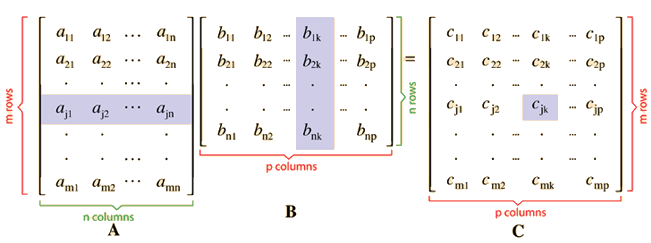 a11 a12 ··· a1n b11 b12 ... b1k ... b1p c11 c12 ... c1k ... c1p
a21 a22 ··· a2n b21 b22 ... b2k ... b2p = c21 c22 ... c2k ... c2p
. . ··· . . . ... . ... . . . ... . ... .
m rows aj1 aj2 ··· ajn n rows cj1 cj2 ... cjk ... cjp m rows
bn1 bn2 bnk ... bnp
. . ··· . . . ... . ... .
. . . . . ... . ... .
am1 am2 ··· amn cm1 cm2 ... cmk ... cmp
p columns
n columns B p columns
A C